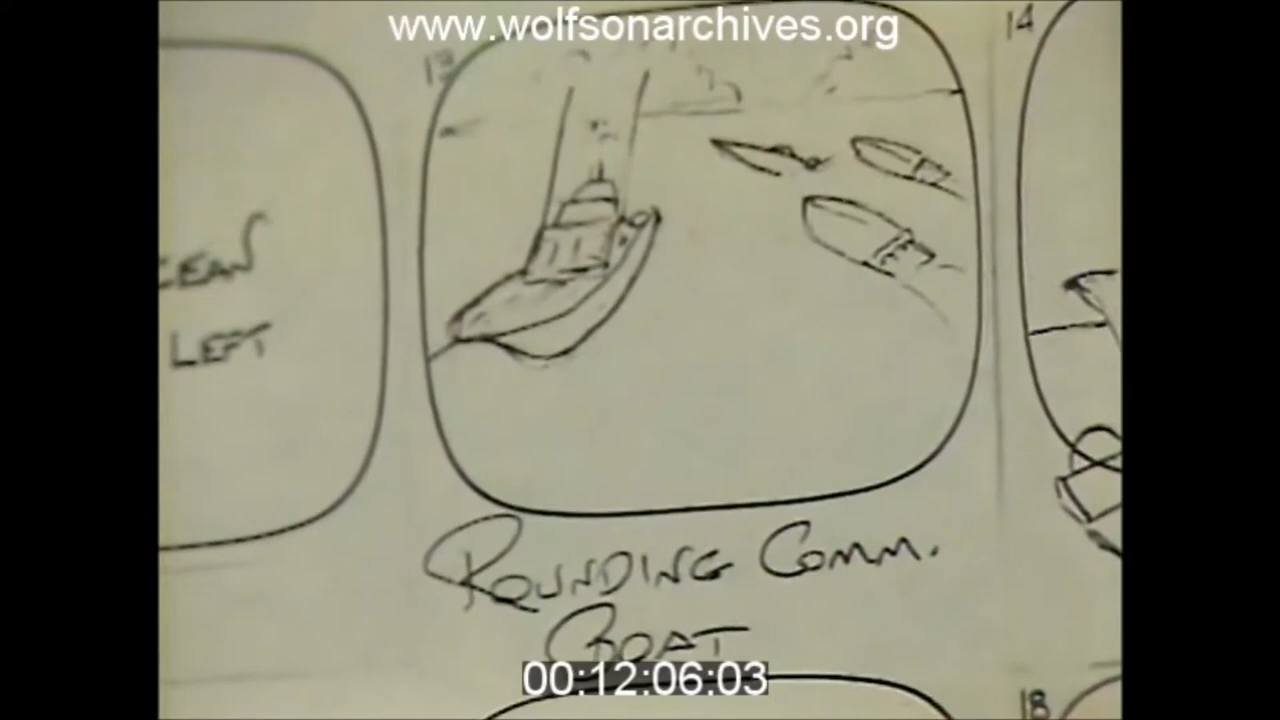 www.wolfsonarchives.org
13
14
LEFT
ROUNDING COMM.
BOAT
00:12:06:03
18